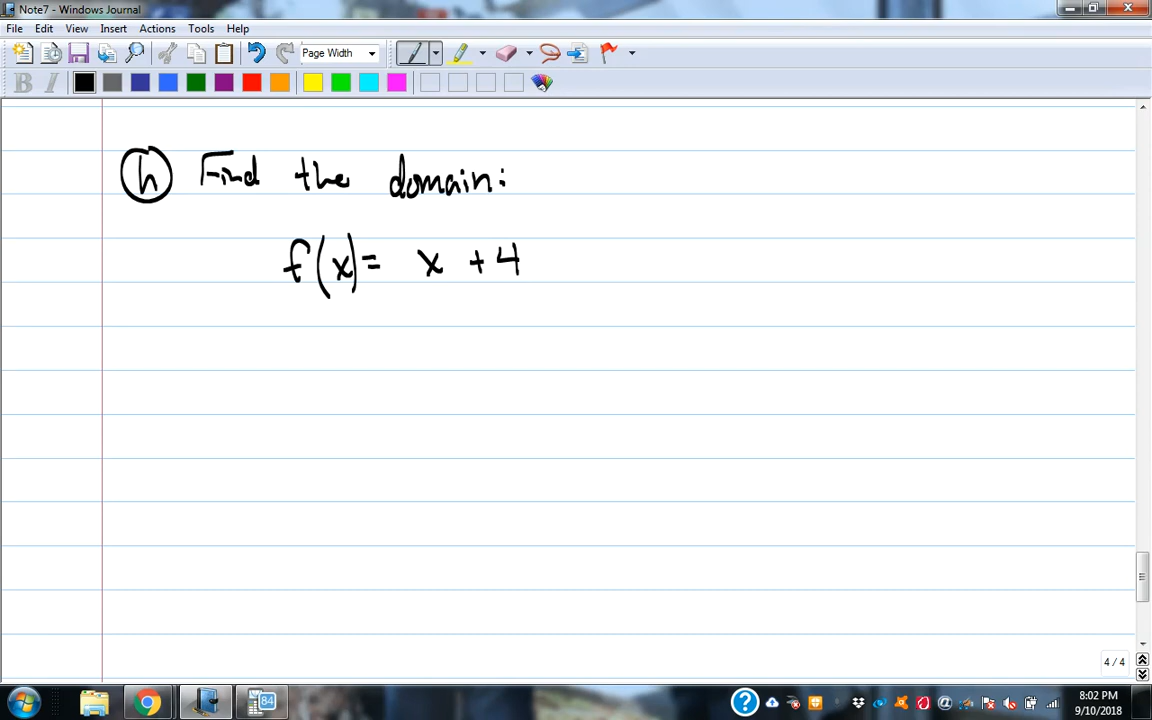 Note7 - Windows Journal
File Edit View Insert Actions Tools Help
Page Width
B I
84
h Find the domain:
f(x)= x +4
4 / 4
8:02 PM
9/10/2018